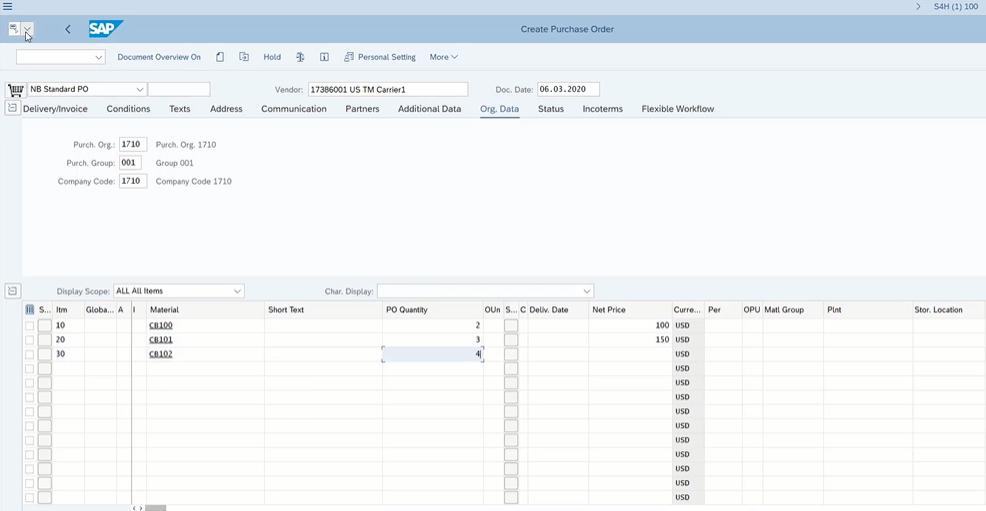 S4H (1) 100
SAP Create Purchase Order
Document Overview On Hold Personal Setting More
NB Standard PO Vendor: 17386001 US TM Carrier1 Doc. Date: 06.03.2020
Delivery/Invoice Conditions Texts Address Communication Partners Additional Data Org. Data Status Incoterms Flexible Workflow
Purch. Org.: 1710 Purch. Org. 1710
Purch. Group: 001 Group 001
Company Code: 1710 Company Code 1710
Display Scope: ALL All Items Char. Display:
S... Itm Globa... A I Material Short Text PO Quantity OUn S... C Deliv. Date Net Price Curre... Per OPU Matl Group Plnt Stor. Location
10 CB100 2 100 USD
20 CB101 3 150 USD
30 CB102 4 USD
USD
USD
USD
USD
USD
USD
USD
USD
USD
USD